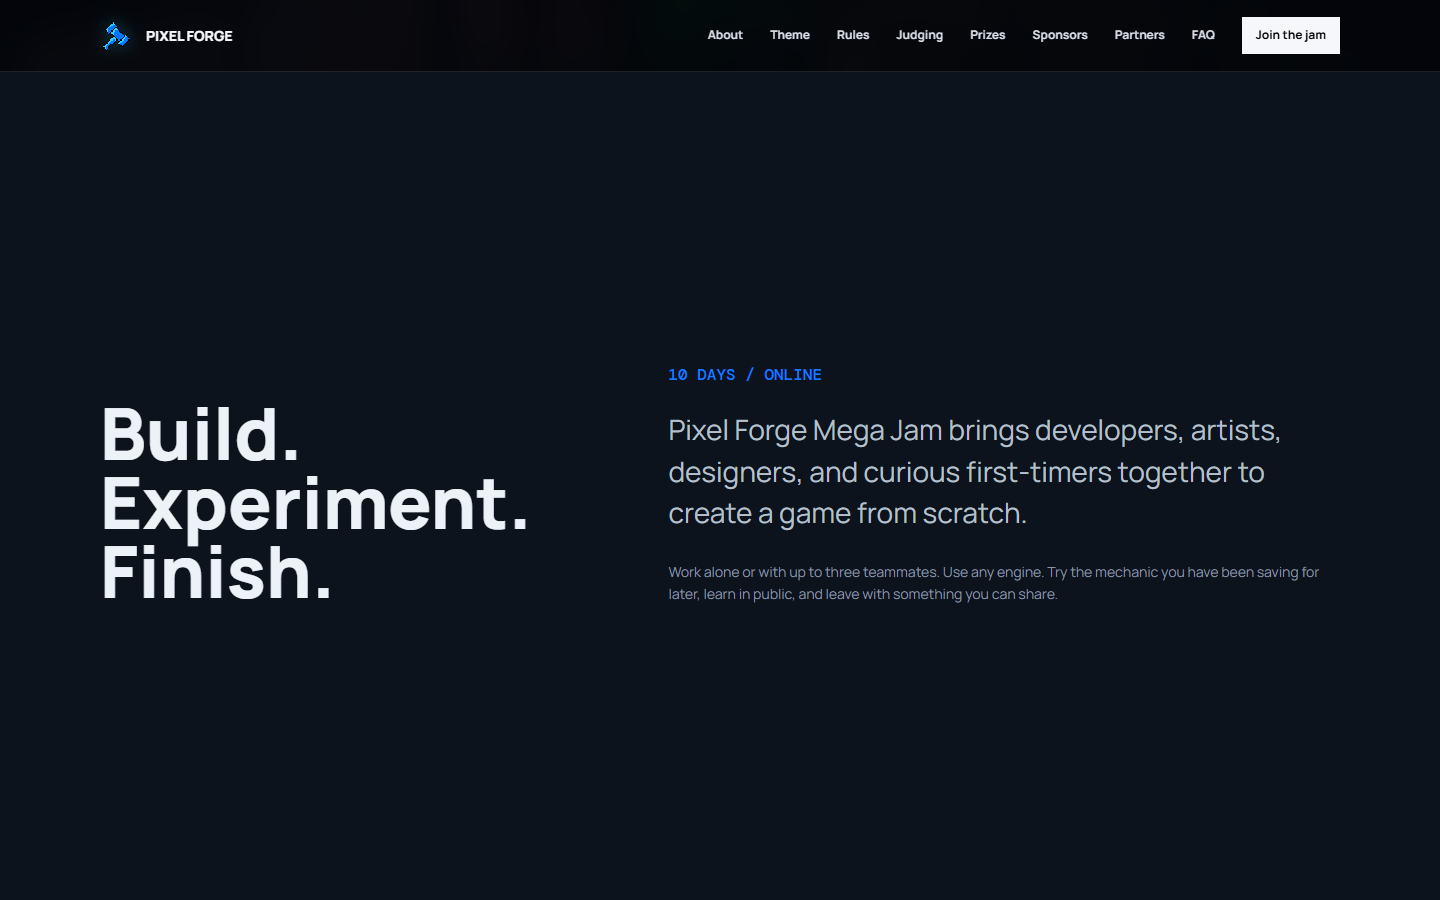 PIXEL FORGE
About Theme Rules Judging Prizes Sponsors Partners FAQ Join the jam
Build.
Experiment.
Finish.
10 DAYS / ONLINE
Pixel Forge Mega Jam brings developers, artists,
designers, and curious first-timers together to
create a game from scratch.
Work alone or with up to three teammates. Use any engine. Try the mechanic you have been saving for
later, learn in public, and leave with something you can share.